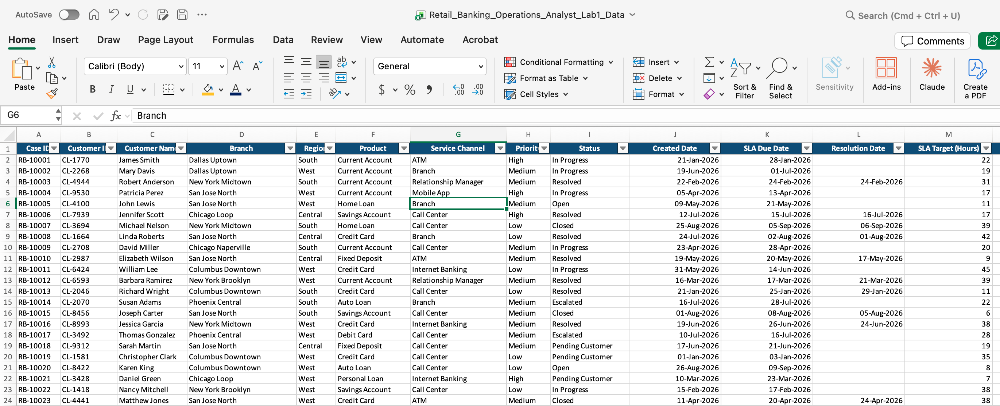 AutoSave Retail_Banking_Operations_Analyst_Lab1_Data Search (Cmd + Ctrl + U)
Home Insert Draw Page Layout Formulas Data Review View Automate Acrobat Comments
Paste Calibri (Body) 11 General Conditional Formatting Insert
Format as Table Delete
Cell Styles Format
Sort & Filter Find & Select Sensitivity Add-ins Claude Create a PDF
G6 fx Branch
A B C D E F G H I J K L M
1 Case ID Customer I Customer Name Branch Region Product Service Channel Priority Status Created Date SLA Due Date Resolution Date SLA Target (Hours)
2 RB-10001 CL-1770 James Smith Dallas Uptown South Current Account ATM High In Progress 21-Jan-2026 28-Jan-2026 22
3 RB-10002 CL-2268 Mary Davis Dallas Uptown West Current Account Branch Medium In Progress 19-Jun-2026 01-Jul-2026 19
4 RB-10003 CL-4944 Robert Anderson New York Midtown South Current Account Relationship Manager Medium Resolved 22-Feb-2026 24-Feb-2026 24-Feb-2026 31
5 RB-10004 CL-9530 Patricia Perez San Jose North West Current Account Mobile App High In Progress 05-Apr-2026 13-Apr-2026 17
6 RB-10005 CL-4100 John Lewis San Jose North West Home Loan Branch Medium Open 09-May-2026 21-May-2026 11
7 RB-10006 CL-7939 Jennifer Scott Chicago Loop Central Savings Account Call Center High Resolved 12-Jul-2026 15-Jul-2026 16-Jul-2026 17
8 RB-10007 CL-3694 Michael Nelson New York Midtown South Home Loan Call Center Low Closed 25-Aug-2026 05-Sep-2026 06-Sep-2026 39
9 RB-10008 CL-1664 Linda Roberts San Jose North Central Credit Card Branch Low Resolved 24-Jul-2026 02-Aug-2026 01-Aug-2026 42
10 RB-10009 CL-2708 David Miller Chicago Naperville South Current Account Call Center Medium In Progress 23-Apr-2026 28-Apr-2026 20
11 RB-10010 CL-2987 Elizabeth Wilson San Jose North Central Fixed Deposit ATM Medium Resolved 19-May-2026 20-May-2026 17-May-2026 9
12 RB-10011 CL-6424 William Lee Columbus Downtown West Credit Card Internet Banking Low In Progress 31-May-2026 14-Jun-2026 45
13 RB-10012 CL-6593 Barbara Ramirez New York Brooklyn West Current Account Relationship Manager Medium Resolved 16-Mar-2026 17-Mar-2026 21-Mar-2026 39
14 RB-10013 CL-2046 Richard Wright Columbus Downtown South Credit Card Call Center Low Resolved 21-Jan-2026 25-Jan-2026 29-Jan-2026 11
15 RB-10014 CL-2070 Susan Adams Phoenix Central South Auto Loan Branch Medium Escalated 16-Jul-2026 28-Jul-2026 22
16 RB-10015 CL-8456 Joseph Carter San Jose North South Savings Account Call Center Medium Closed 01-Aug-2026 08-Aug-2026 05-Aug-2026 6
17 RB-10016 CL-8993 Jessica Garcia New York Midtown West Credit Card Internet Banking Medium Resolved 19-Jun-2026 26-Jun-2026 24-Jun-2026 38
18 RB-10017 CL-3492 Thomas Gonzalez Phoenix Central West Debit Card Call Center Medium Escalated 10-Jul-2026 16-Jul-2026 28
19 RB-10018 CL-9312 Sarah Martin San Jose North Central Fixed Deposit Call Center Medium Pending Customer 17-Jun-2026 21-Jun-2026 19
20 RB-10019 CL-1581 Christopher Clark Columbus Downtown West Credit Card Call Center Low Pending Customer 01-Jan-2026 03-Jan-2026 35
21 RB-10020 CL-8422 Karen King Columbus Downtown West Auto Loan Call Center Low Open 26-Aug-2026 09-Sep-2026 8
22 RB-10021 CL-3428 Daniel Green Chicago Loop West Personal Loan Internet Banking High Pending Customer 10-Mar-2026 23-Mar-2026 7
23 RB-10022 CL-1418 Nancy Mitchell New York Brooklyn West Savings Account Call Center Low In Progress 15-Feb-2026 17-Feb-2026 38
24 RB-10023 CL-4441 Matthew Jones San Jose North West Credit Card ATM Medium Closed 11-Apr-2026 20-Apr-2026 24-Apr-2026 38